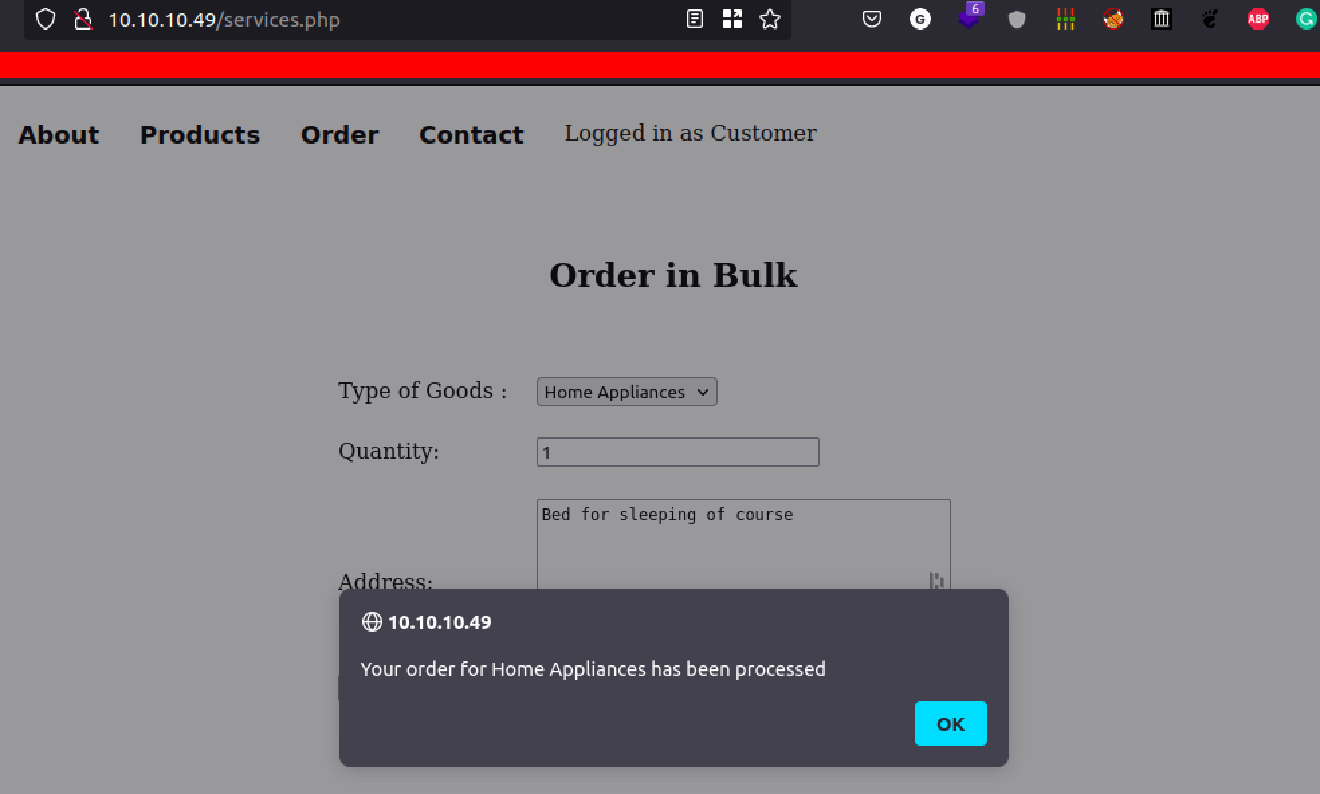 10.10.10.49/services.php
G
6
ABP
G
About Products Order Contact Logged in as Customer
Order in Bulk
Type of Goods : Home Appliances
Quantity: 1
Bed for sleeping of course
Address:
10.10.10.49
Your order for Home Appliances has been processed
OK